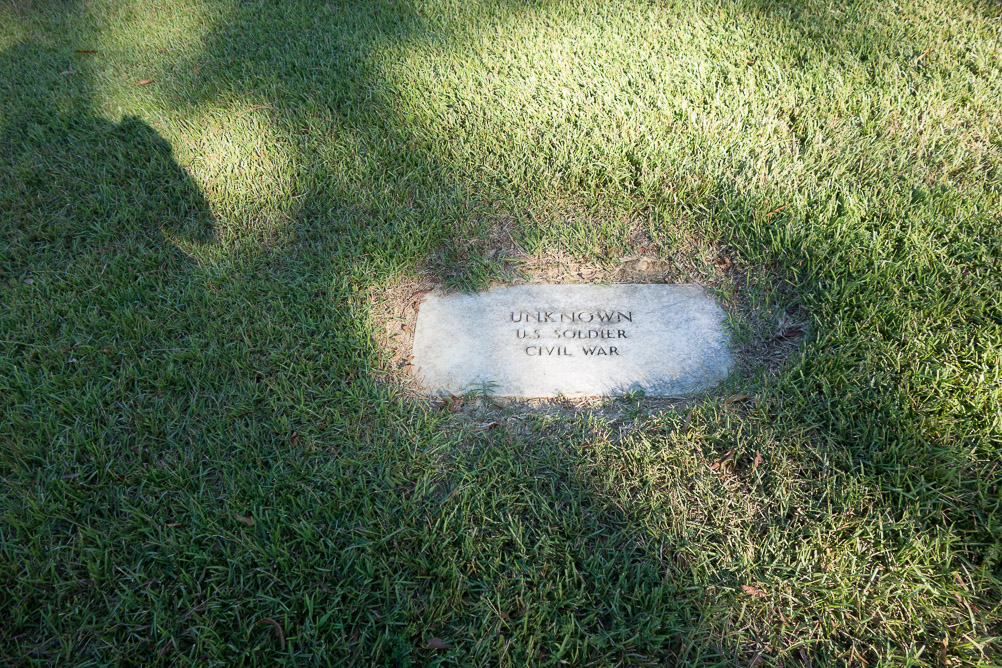 UNKNOWN
U.S. SOLDIER
CIVIL WAR